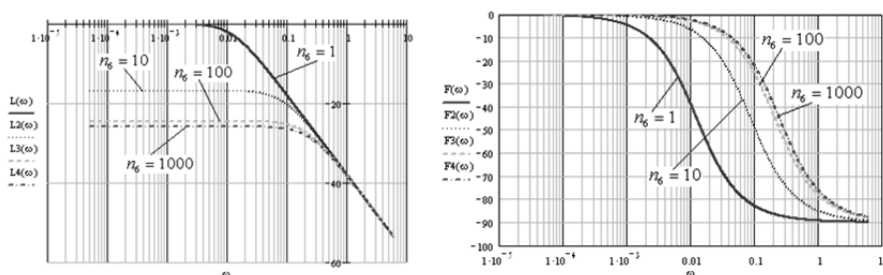 1·10⁻⁵ 1·10⁻⁴ 1·10⁻³ 0.01 0.1 1 10
n₆ = 1
n₆ = 10
n₆ = 100
n₆ = 1000
L(ω)
L2(ω)
L3(ω)
L4(ω)
−20
−40
−60
ω
0
−10
−20
−30
−40
−50
−60
−70
−80
−90
−100
F(ω)
F2(ω)
F3(ω)
F4(ω)
n₆ = 100
n₆ = 1000
n₆ = 1
n₆ = 10
1·10⁻⁵ 1·10⁻⁴ 1·10⁻³ 0.01 0.1 1 1
ω